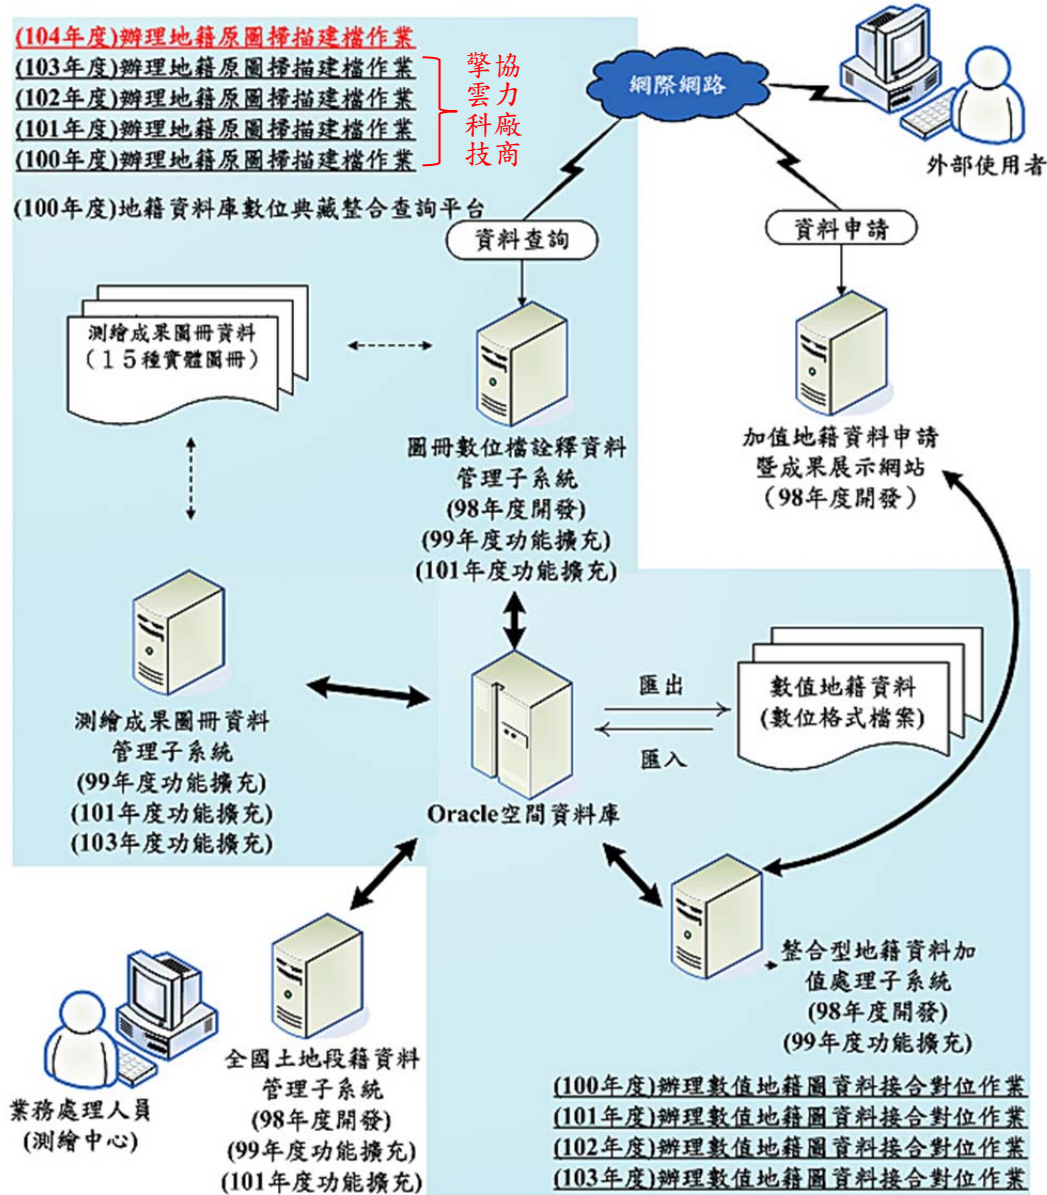 (104年度)辦理地籍原圖掃描建檔作業
(103年度)辦理地籍原圖掃描建檔作業
(102年度)辦理地籍原圖掃描建檔作業
(101年度)辦理地籍原圖掃描建檔作業
(100年度)辦理地籍原圖掃描建檔作業
協力廠商
擎雲科技
(100年度)地籍資料庫數位典藏整合查詢平台
網際網路
外部使用者
資料查詢
資料申請
測繪成果圖冊資料
(15種實體圖冊)
圖冊數位檔詮釋資料
管理子系統
(98年度開發)
(99年度功能擴充)
(101年度功能擴充)
加值地籍資料申請
暨成果展示網站
(98年度開發)
測繪成果圖冊資料
管理子系統
(99年度功能擴充)
(101年度功能擴充)
(103年度功能擴充)
Oracle空間資料庫
匯出
匯入
數值地籍資料
(數位格式檔案)
整合型地籍資料加
值處理子系統
(98年度開發)
(99年度功能擴充)
業務處理人員
(測繪中心)
全國土地段籍資料
管理子系統
(98年度開發)
(99年度功能擴充)
(101年度功能擴充)
(100年度)辦理數值地籍圖資料接合對位作業
(101年度)辦理數值地籍圖資料接合對位作業
(102年度)辦理數值地籍圖資料接合對位作業
(103年度)辦理數值地籍圖資料接合對位作業